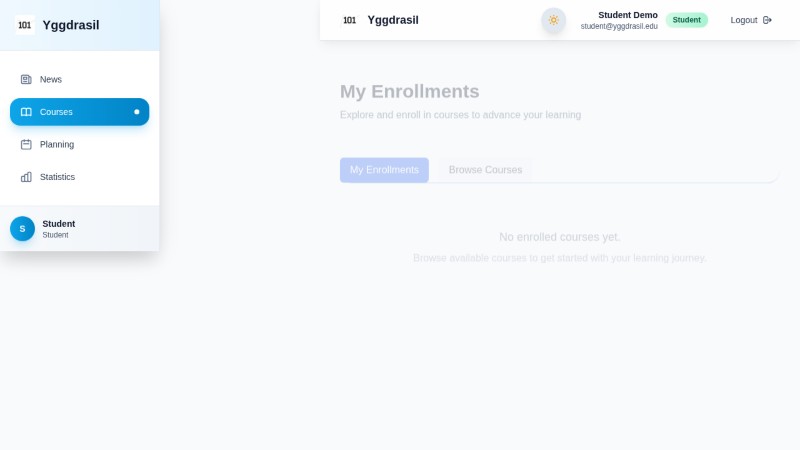 101 Yggdrasil
News
Courses
Planning
Statistics
S
Student
Student
101 Yggdrasil
Student Demo
student@yggdrasil.edu
Student
Logout
My Enrollments
Explore and enroll in courses to advance your learning
My Enrollments
Browse Courses
No enrolled courses yet.
Browse available courses to get started with your learning journey.